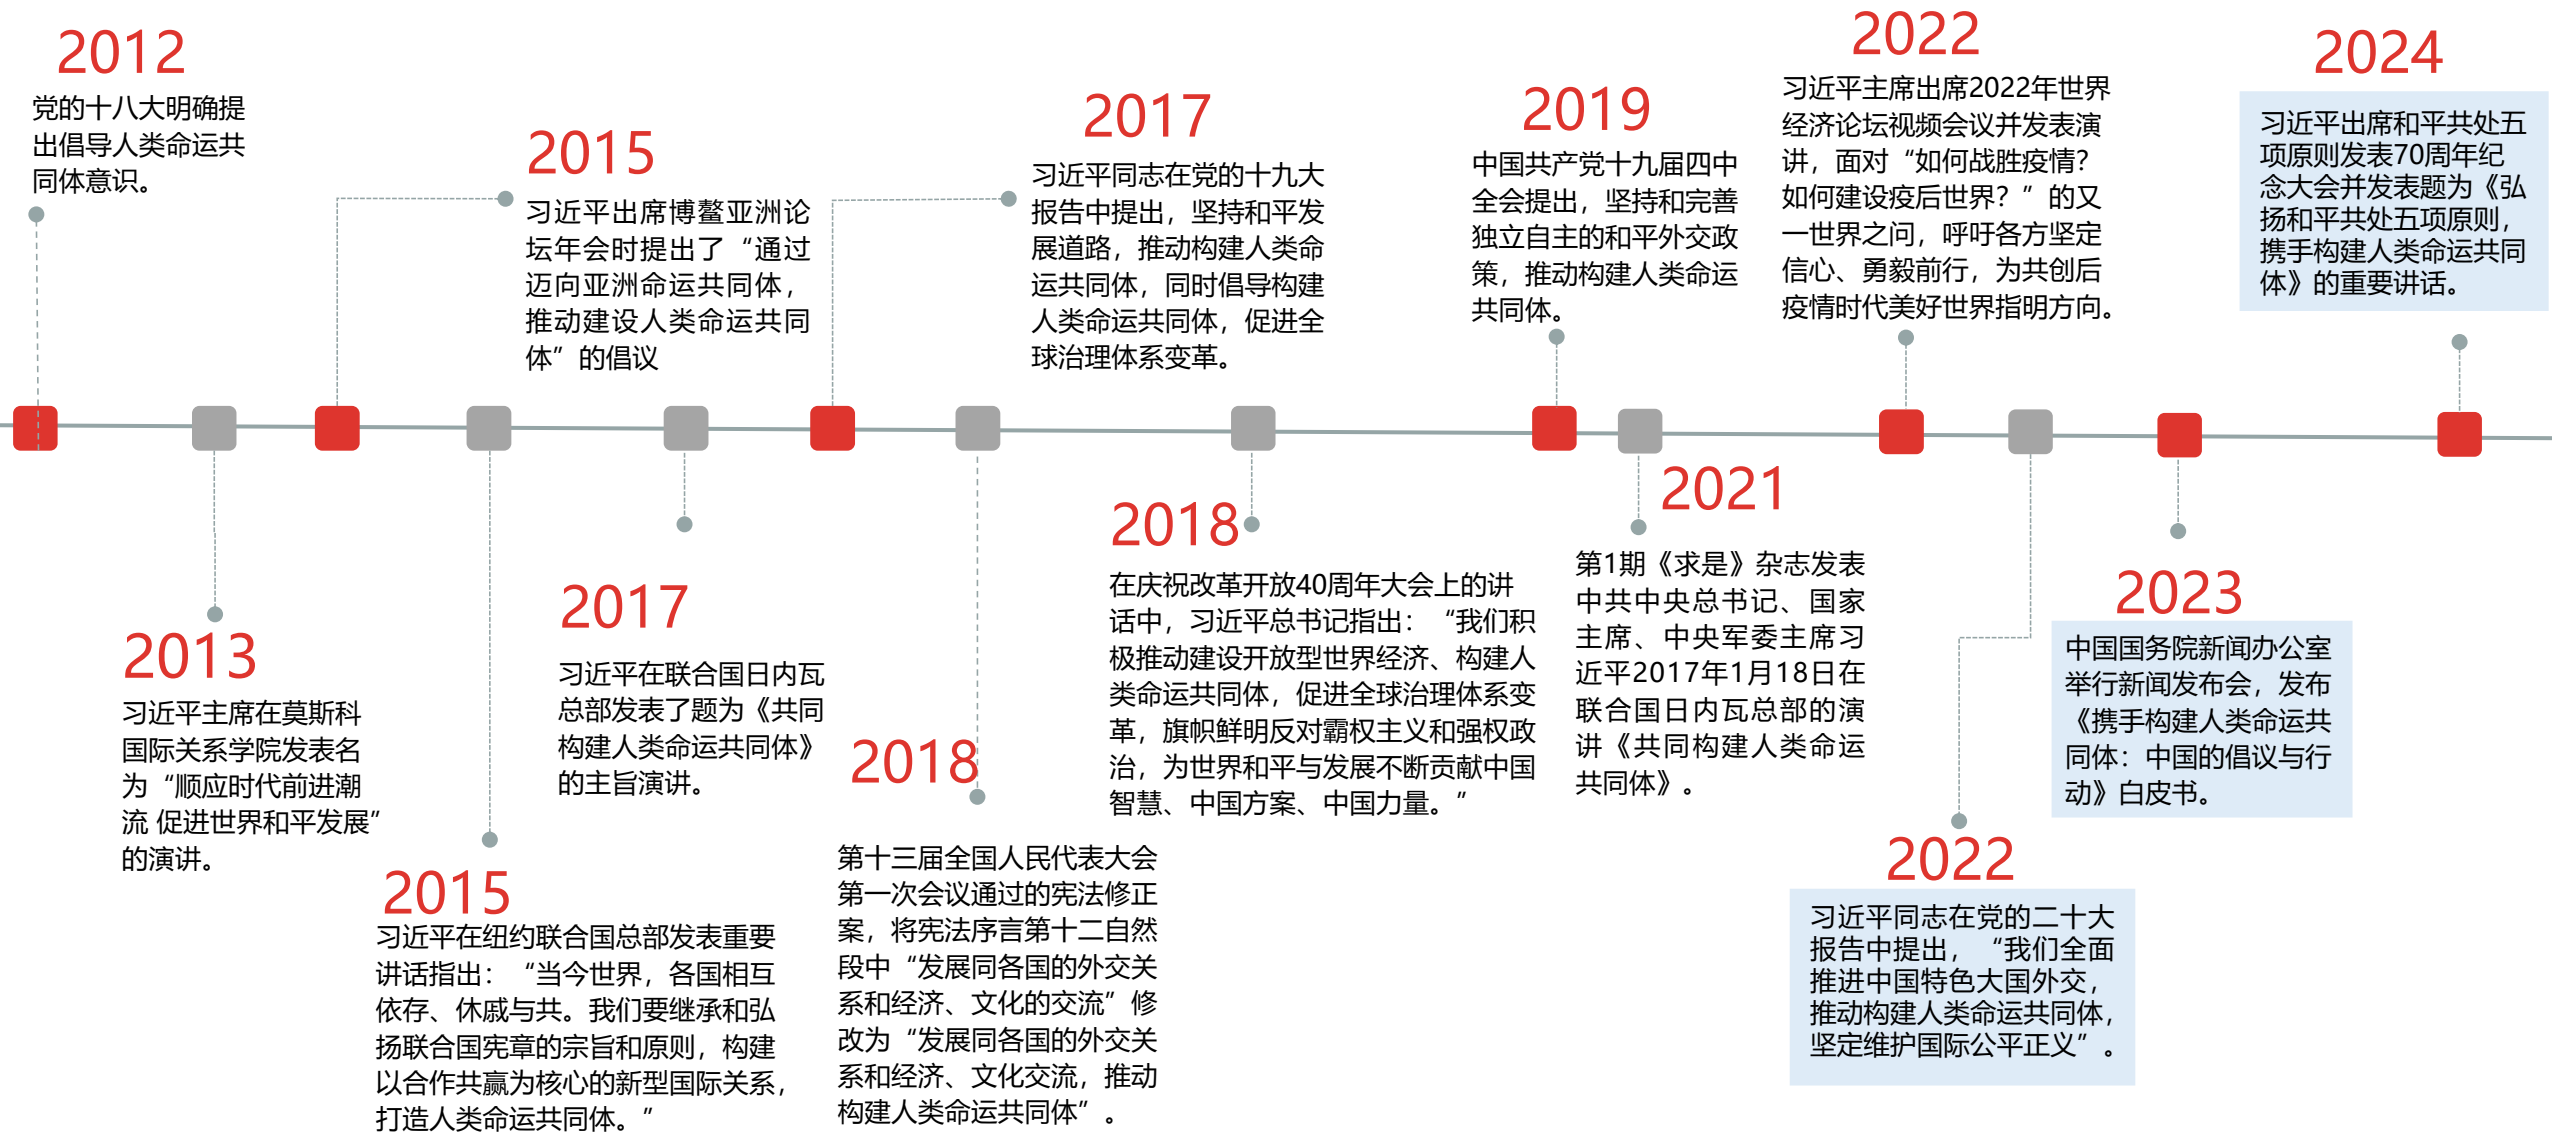 2012
党的十八大明确提
出倡导人类命运共
同体意识。
2013
习近平主席在莫斯科
国际关系学院发表名
为“顺应时代前进潮
流 促进世界和平发展”
的演讲。
2015
习近平出席博鳌亚洲论
坛年会时提出了“通过
迈向亚洲命运共同体，
推动建设人类命运共同
体”的倡议
2015
习近平在纽约联合国总部发表重要
讲话指出：“当今世界，各国相互
依存、休戚与共。我们要继承和弘
扬联合国宪章的宗旨和原则，构建
以合作共赢为核心的新型国际关系，
打造人类命运共同体。”
2017
习近平在联合国日内瓦
总部发表了题为《共同
构建人类命运共同体》
的主旨演讲。
2017
习近平同志在党的十九大
报告中提出，坚持和平发
展道路，推动构建人类命
运共同体，同时倡导构建
人类命运共同体，促进全
球治理体系变革。
2018
第十三届全国人民代表大会
第一次会议通过的宪法修正
案，将宪法序言第十二自然
段中“发展同各国的外交关
系和经济、文化的交流”修
改为“发展同各国的外交关
系和经济、文化交流，推动
构建人类命运共同体”。
2018
在庆祝改革开放40周年大会上的讲
话中，习近平总书记指出：“我们积
极推动建设开放型世界经济、构建人
类命运共同体，促进全球治理体系变
革，旗帜鲜明反对霸权主义和强权政
治，为世界和平与发展不断贡献中国
智慧、中国方案、中国力量。”
2019
中国共产党十九届四中
全会提出，坚持和完善
独立自主的和平外交政
策，推动构建人类命运
共同体。
2021
第1期《求是》杂志发表
中共中央总书记、国家
主席、中央军委主席习
近平2017年1月18日在
联合国日内瓦总部的演
讲《共同构建人类命运
共同体》。
2022
习近平主席出席2022年世界
经济论坛视频会议并发表演
讲，面对“如何战胜疫情？
如何建设疫后世界？”的又
一世界之问，呼吁各方坚定
信心、勇毅前行，为共创后
疫情时代美好世界指明方向。
2022
习近平同志在党的二十大
报告中提出，“我们全面
推进中国特色大国外交，
推动构建人类命运共同体，
坚定维护国际公平正义”。
2023
中国国务院新闻办公室
举行新闻发布会，发布
《携手构建人类命运共
同体：中国的倡议与行
动》白皮书。
2024
习近平出席和平共处五
项原则发表70周年纪
念大会并发表题为《弘
扬和平共处五项原则，
携手构建人类命运共同
体》的重要讲话。